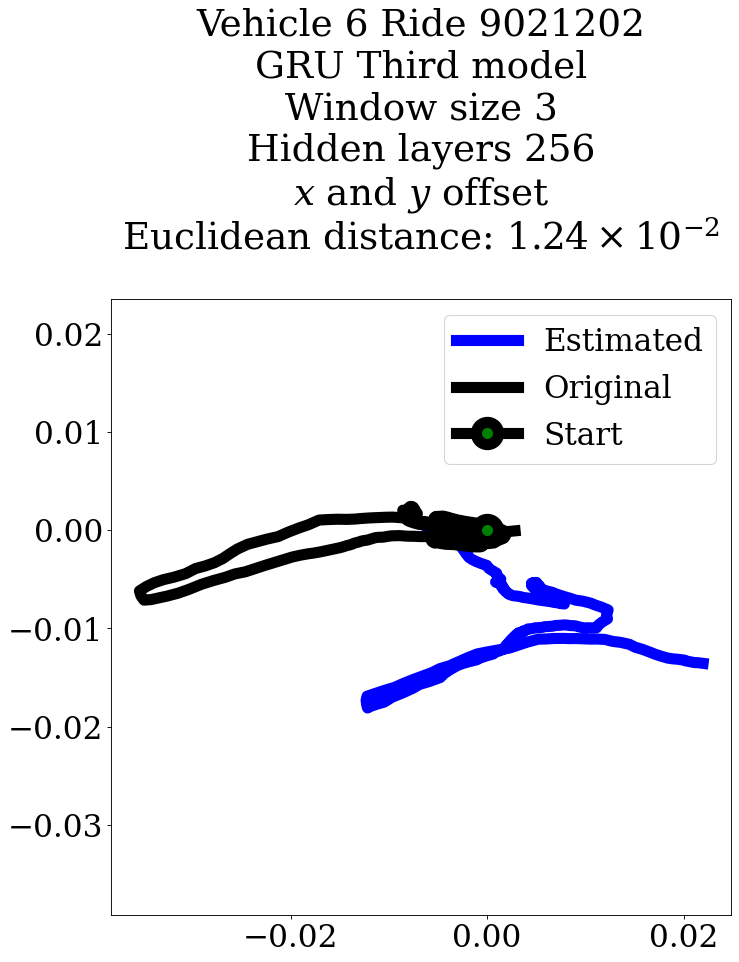 Vehicle 6 Ride 9021202
GRU Third model
Window size 3
Hidden layers 256
x and y offset
Euclidean distance: 1.24 × 10⁻²
Estimated
Original
Start
0.02
0.01
0.00
−0.01
−0.02
−0.03
−0.02 0.00 0.02